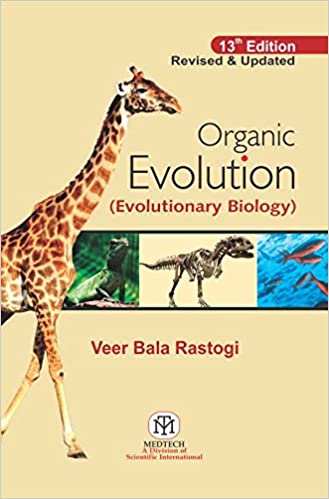 13th Edition
Revised & Updated
Organic
Evolution
(Evolutionary Biology)
Veer Bala Rastogi
MEDTECH
A Division of
Scientific International